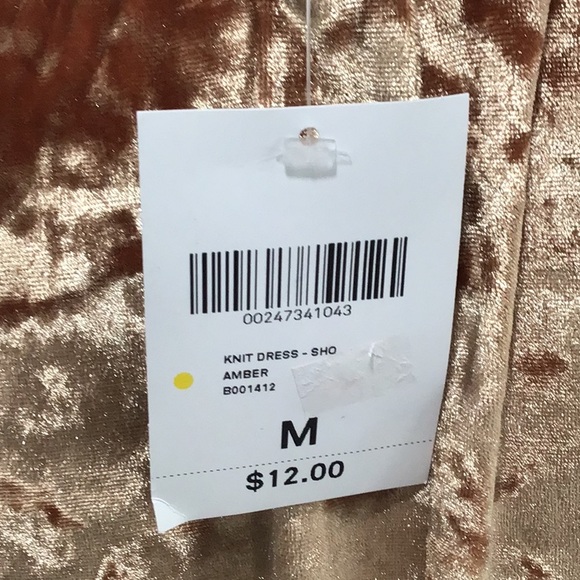 00247341043
KNIT DRESS - SHO
AMBER
B001412
M
$12.00